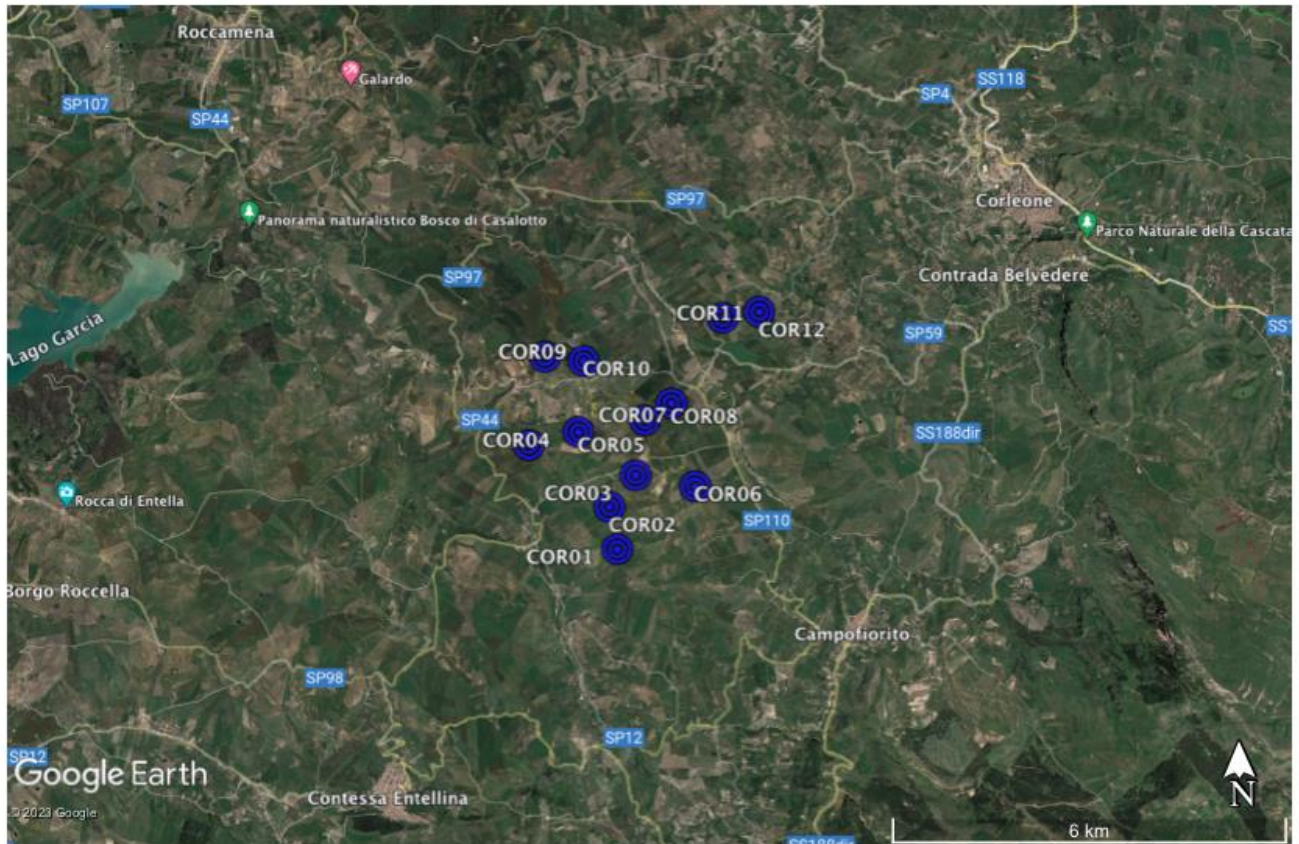 Roccamena
Galardo
SP107
SP44
SP4
SS118
SP97
Corleone
Panorama naturalistico Bosco di Casalotto
Parco Naturale della Cascata
SP97
Contrada Belvedere
Lago Garcia
COR11
COR12
SP59
COR09
COR10
SP44
COR07
COR08
COR04
COR05
SS188dir
Rocca di Entella
COR03
COR06
COR02
SP110
COR01
Borgo Roccella
Campofiorito
SP98
SP12
SP12
Google Earth
Contessa Entellina
©2023 Google
N
6 km
SS188dir